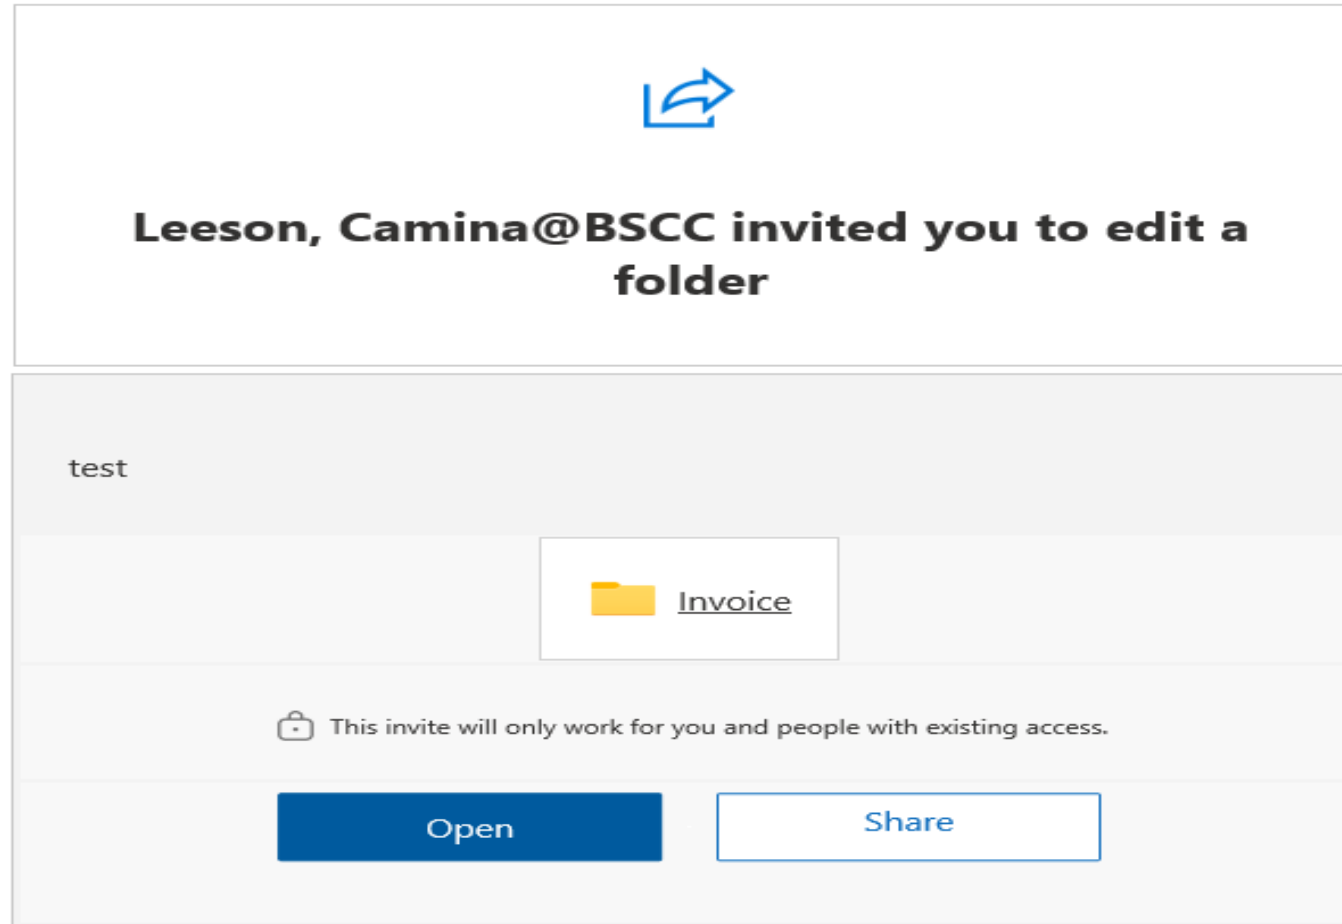 Leeson, Camina@BSCC invited you to edit a
folder
test
Invoice
This invite will only work for you and people with existing access.
Open
Share